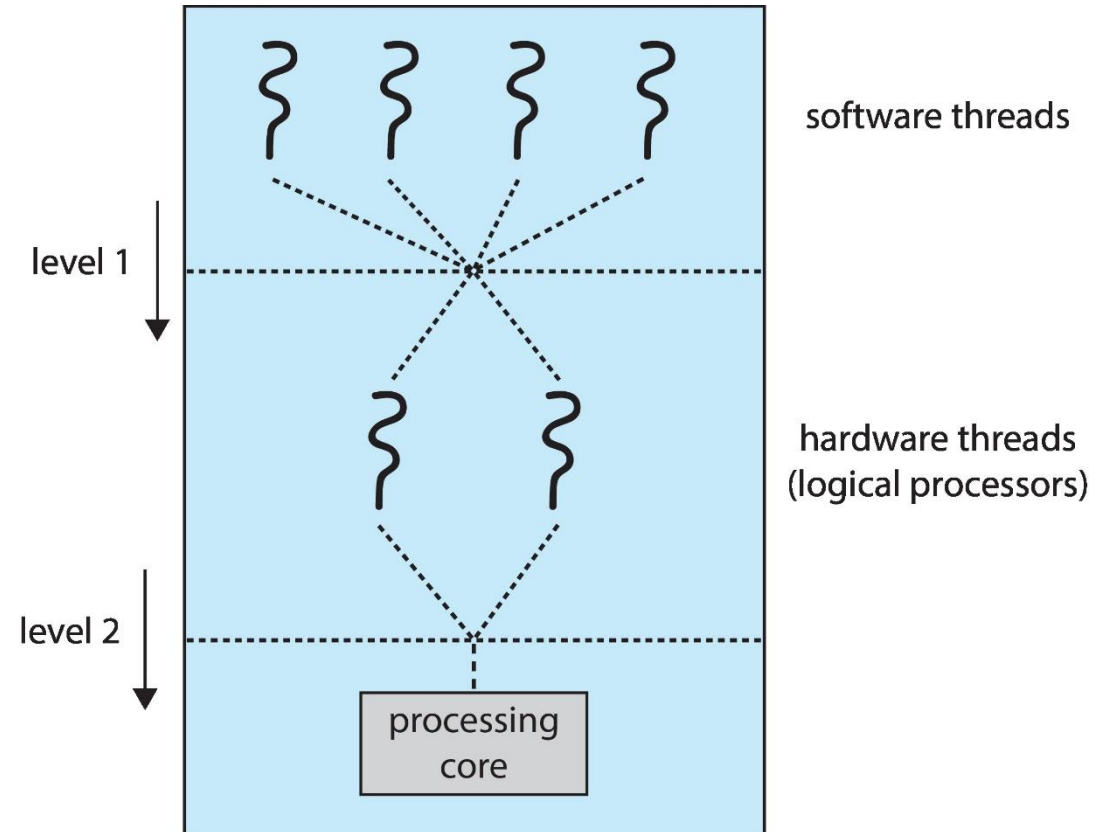 software threads
level 1
hardware threads
(logical processors)
level 2
processing
core